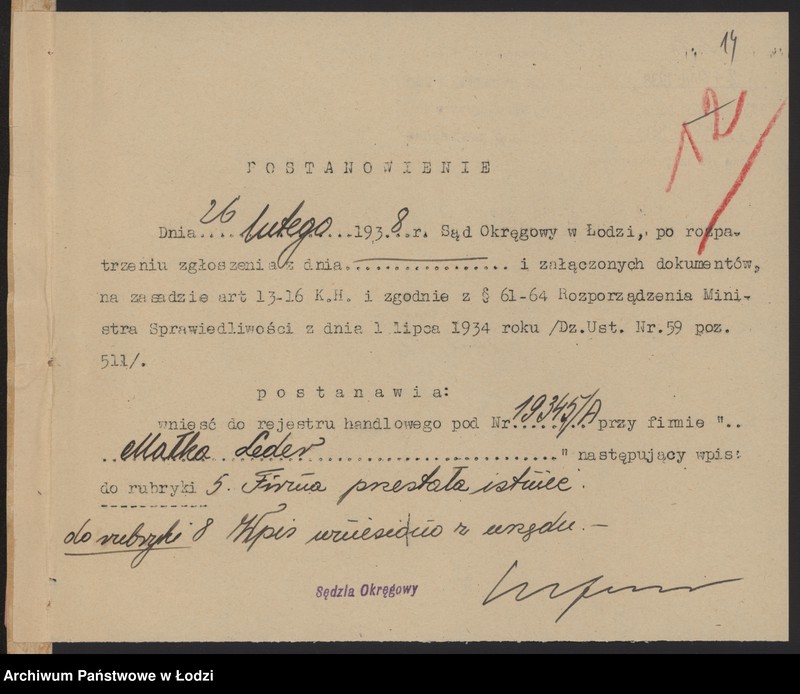 14
12/
POSTANOWIENIE
Dnia..26 lutego...193.8.r. Sąd Okręgowy w Łodzi,, po rozpa-
trzeniu zgłoszenia z dnia................ i załączonych dokumentów,
na zasadzie art 13-16 K.H. i zgodnie z § 61-64 Rozporządzenia Mini-
stra Sprawiedliwości z dnia 1 lipca 1934 roku /Dz.Ust. Nr.59 poz.
511/.
postanawia:
wnieść do rejestru handlowego pod Nr.19345/A przy firmie "..
..Matka Leder............................" następujący wpis:
do rubryki 5. Firma przestała istnieć.
do rubryki 8 Wpis wniesiono z urzędu.-
Sędzia Okręgowy
Archiwum Państwowe w Łodzi